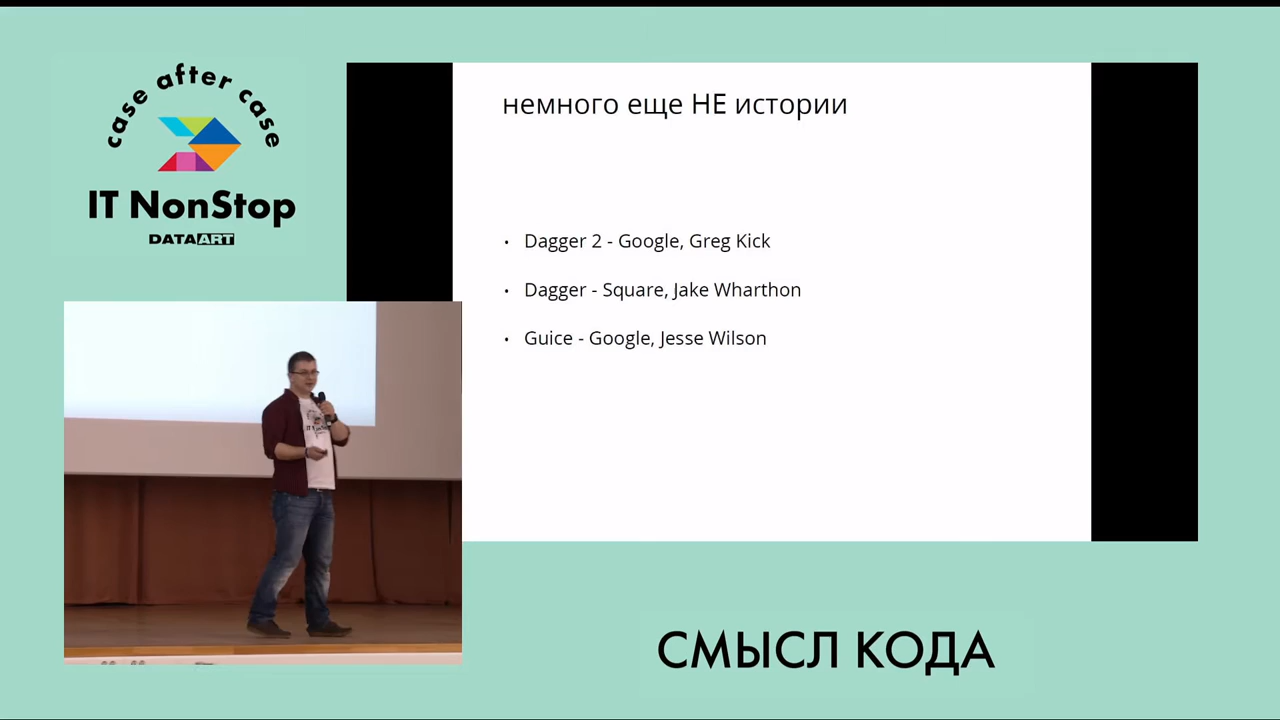 case after case
IT NonStop
DATAART
немного еще НЕ истории
• Dagger 2 - Google, Greg Kick
• Dagger - Square, Jake Wharthon
• Guice - Google, Jesse Wilson
СМЫСЛ КОДА